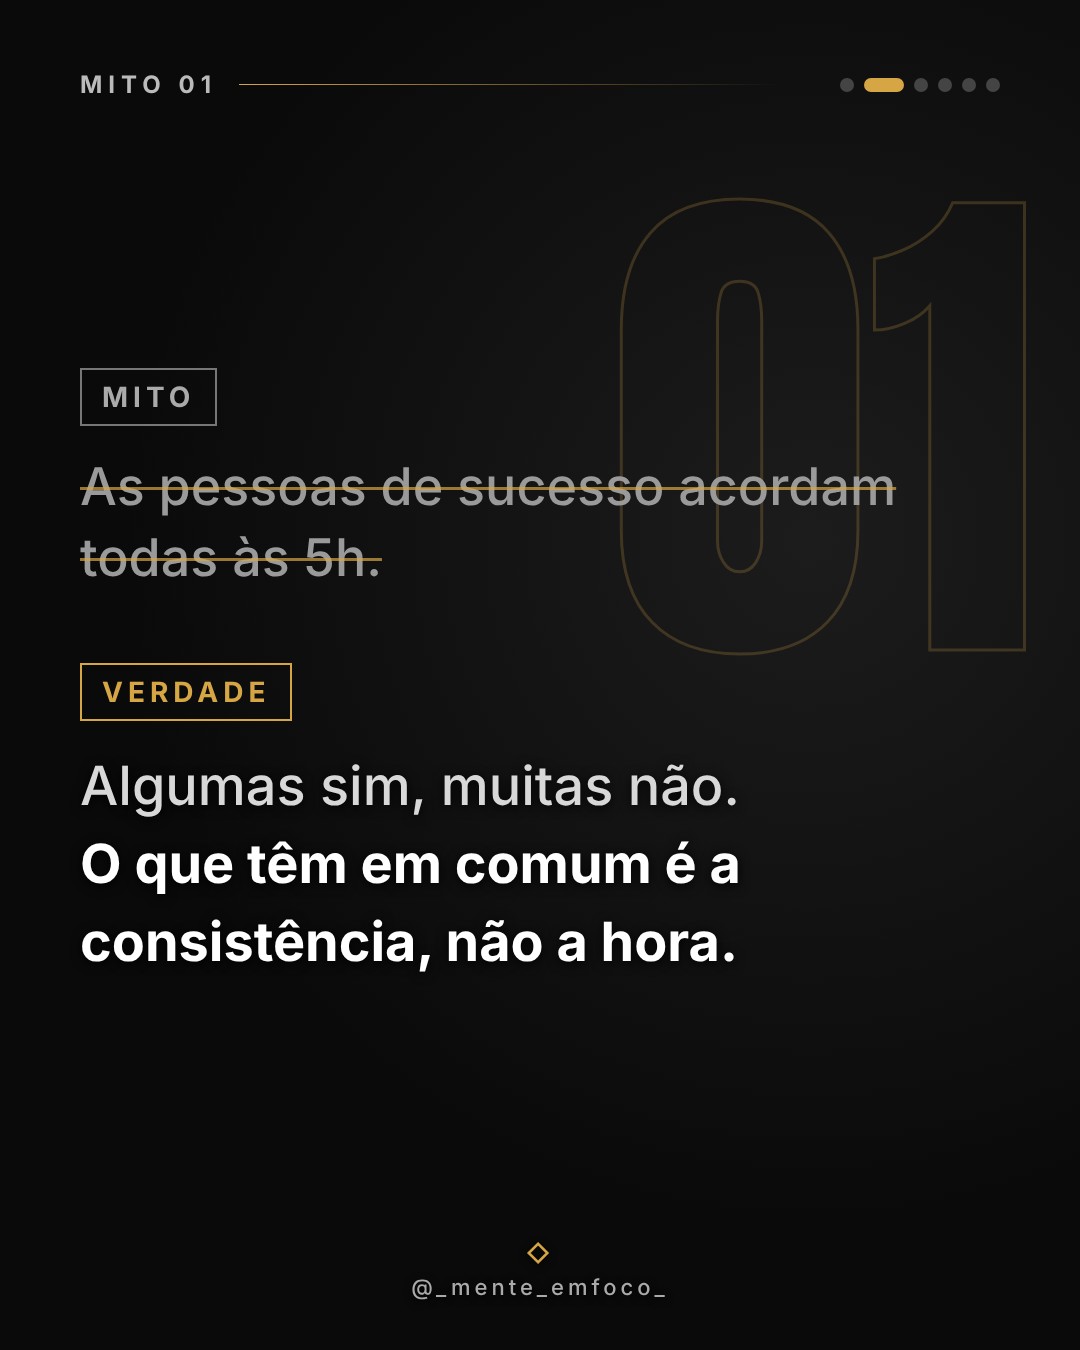 MITO 01
01
MITO
As pessoas de sucesso acordam
todas às 5h.
VERDADE
Algumas sim, muitas não.
O que têm em comum é a
consistência, não a hora.
@_mente_emfoco_